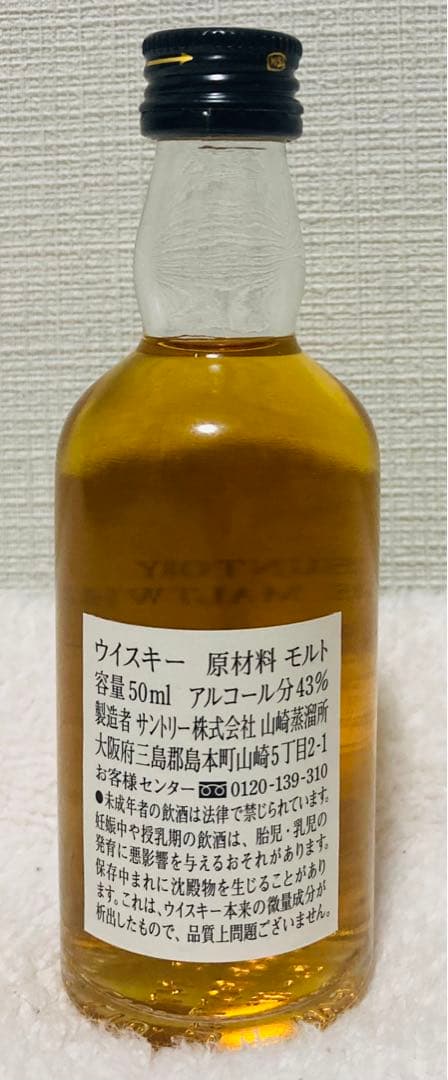 SUNTORY
MALT W
ウイスキー 原材料 モルト
容量50ml アルコール分43%
製造者 サントリー株式会社 山崎蒸溜所
大阪府三島郡島本町山崎5丁目2-1
お客様センター 0120-139-310
●未成年者の飲酒は法律で禁じられています。
妊娠中や授乳期の飲酒は、胎児・乳児の
発育に悪影響を与えるおそれがあります。
保存中まれに沈殿物を生じることがあり
ます。これは、ウイスキー本来の微量成分が
析出したもので、品質上問題ございません。